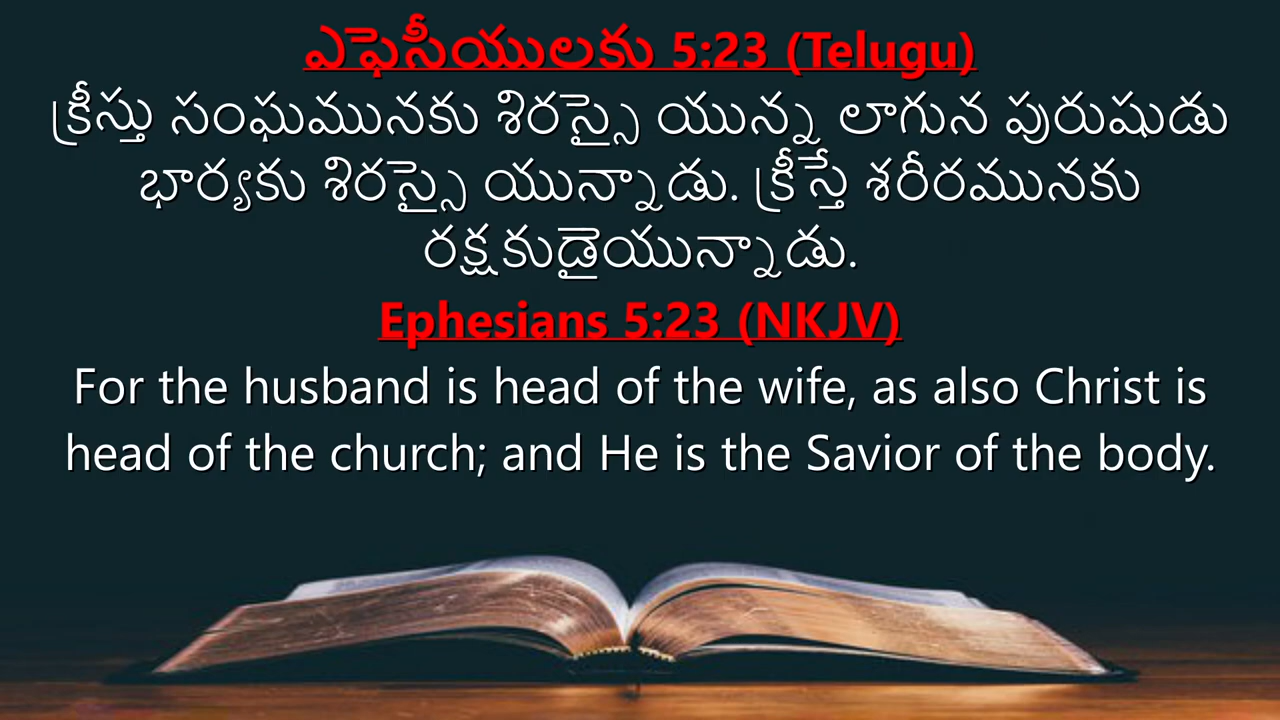 ఎఫెసీయులకు 5:23 (Telugu)
క్రీస్తు సంఘమునకు శిరస్సై యున్న లాగున పురుషుడు
భార్యకు శిరస్సై యున్నాడు. క్రీస్తే శరీరమునకు
రక్షకుడైయున్నాడు.
Ephesians 5:23 (NKJV)
For the husband is head of the wife, as also Christ is
head of the church; and He is the Savior of the body.